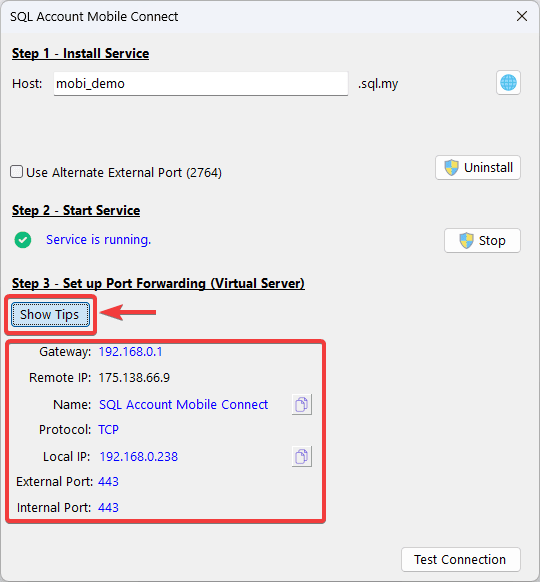 SQL Account Mobile Connect
Step 1 - Install Service
Host: mobi_demo .sql.my
Use Alternate External Port (2764) Uninstall
Step 2 - Start Service
Service is running. Stop
Step 3 - Set up Port Forwarding (Virtual Server)
Show Tips
Gateway: 192.168.0.1
Remote IP: 175.138.66.9
Name: SQL Account Mobile Connect
Protocol: TCP
Local IP: 192.168.0.238
External Port: 443
Internal Port: 443
Test Connection